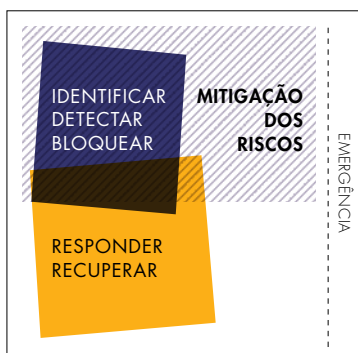 IDENTIFICAR
DETECTAR
BLOQUEAR
MITIGAÇÃO
DOS
RISCOS
RESPONDER
RECUPERAR
EMERGÊNCIA